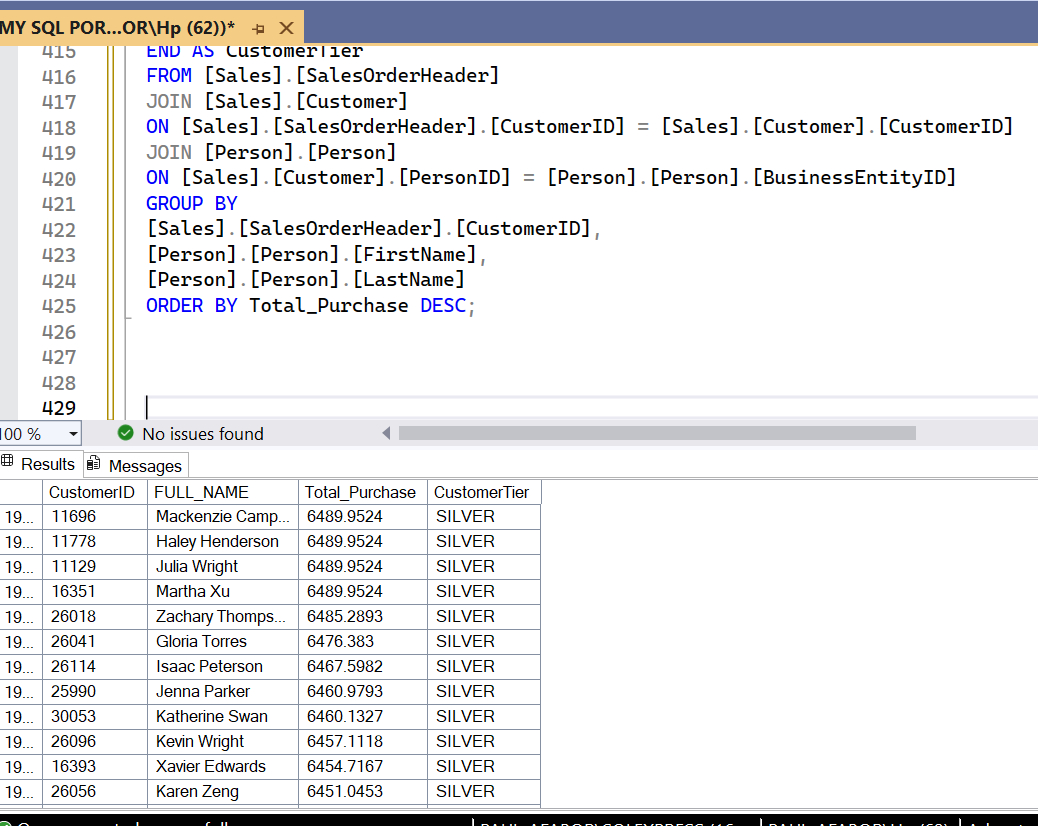 MY SQL POR...OR\Hp (62))*
415 END AS CustomerTier
416 FROM [Sales].[SalesOrderHeader]
417 JOIN [Sales].[Customer]
418 ON [Sales].[SalesOrderHeader].[CustomerID] = [Sales].[Customer].[CustomerID]
419 JOIN [Person].[Person]
420 ON [Sales].[Customer].[PersonID] = [Person].[Person].[BusinessEntityID]
421 GROUP BY
422 [Sales].[SalesOrderHeader].[CustomerID],
423 [Person].[Person].[FirstName],
424 [Person].[Person].[LastName]
425 ORDER BY Total_Purchase DESC;
426
427
428
429
100 % No issues found
Results Messages
CustomerID FULL_NAME Total_Purchase CustomerTier
19... 11696 Mackenzie Camp... 6489.9524 SILVER
19... 11778 Haley Henderson 6489.9524 SILVER
19... 11129 Julia Wright 6489.9524 SILVER
19... 16351 Martha Xu 6489.9524 SILVER
19... 26018 Zachary Thomps... 6485.2893 SILVER
19... 26041 Gloria Torres 6476.383 SILVER
19... 26114 Isaac Peterson 6467.5982 SILVER
19... 25990 Jenna Parker 6460.9793 SILVER
19... 30053 Katherine Swan 6460.1327 SILVER
19... 26096 Kevin Wright 6457.1118 SILVER
19... 16393 Xavier Edwards 6454.7167 SILVER
19... 26056 Karen Zeng 6451.0453 SILVER